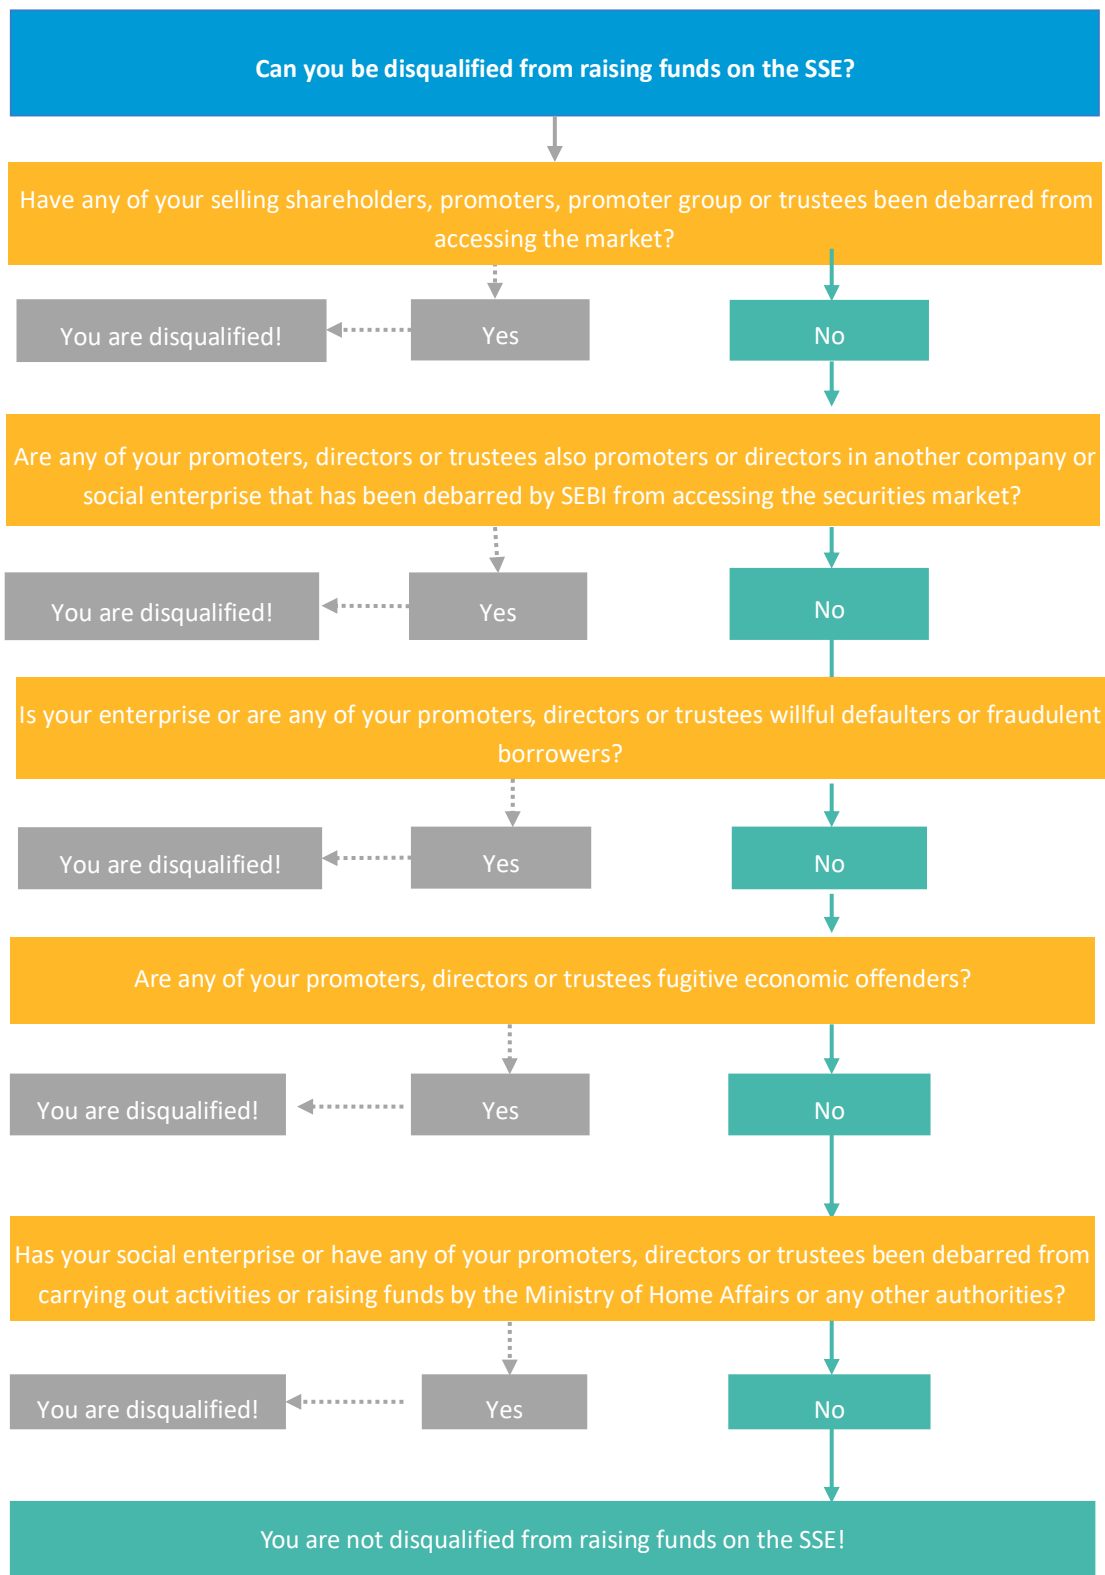 Can you be disqualified from raising funds on the SSE?
Have any of your selling shareholders, promoters, promoter group or trustees been debarred from
accessing the market?
You are disqualified!
Yes
No
Are any of your promoters, directors or trustees also promoters or directors in another company or
social enterprise that has been debarred by SEBI from accessing the securities market?
You are disqualified!
Yes
No
Is your enterprise or are any of your promoters, directors or trustees willful defaulters or fraudulent
borrowers?
You are disqualified!
Yes
No
Are any of your promoters, directors or trustees fugitive economic offenders?
You are disqualified!
Yes
No
Has your social enterprise or have any of your promoters, directors or trustees been debarred from
carrying out activities or raising funds by the Ministry of Home Affairs or any other authorities?
You are disqualified!
Yes
No
You are not disqualified from raising funds on the SSE!